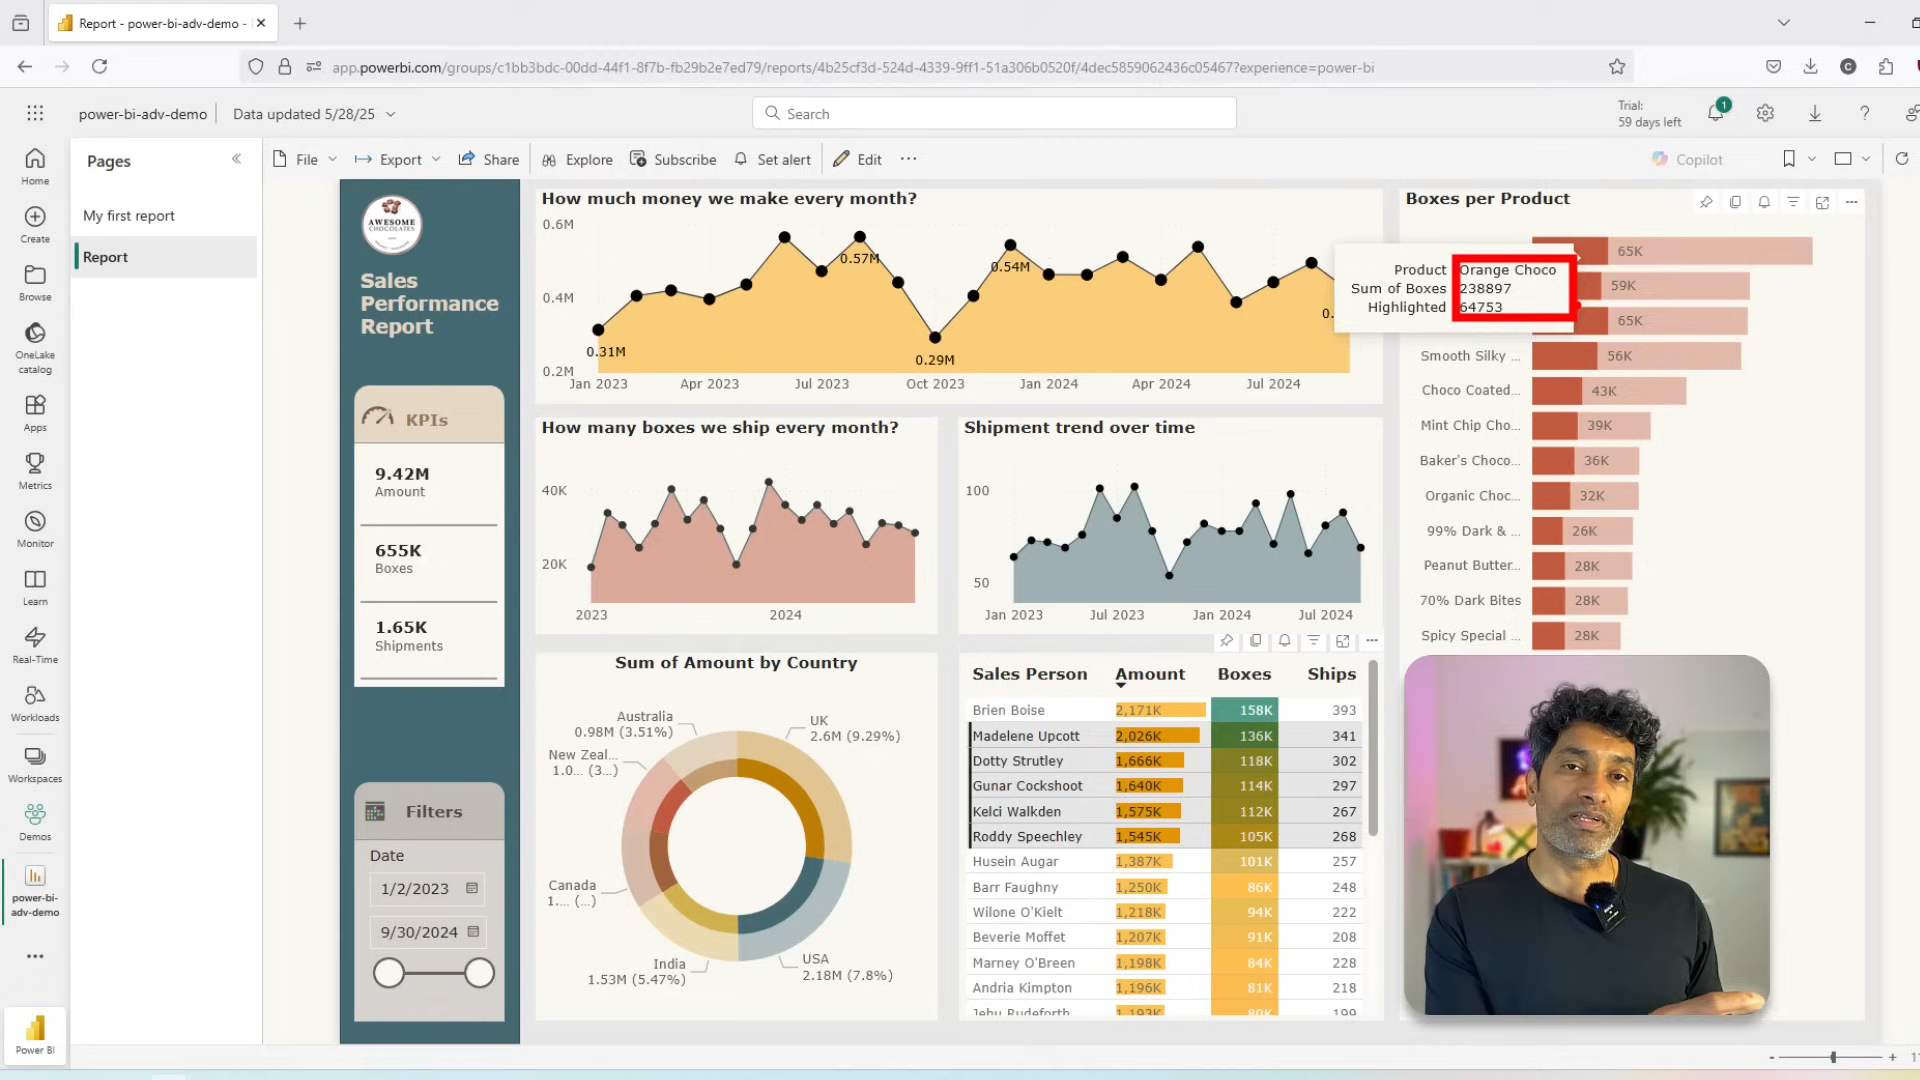 Report - power-bi-adv-demo -
app.powerbi.com/groups/c1bb3bdc-00dd-44f1-8f7b-fb29b2e7ed79/reports/4b25cf3d-524d-4339-9ff1-51a306b0520f/4dec5859062436c05467?experience=power-bi
power-bi-adv-demo
Data updated 5/28/25
Search
Trial:
59 days left
1
Home
Create
Browse
OneLake
catalog
Apps
Metrics
Monitor
Learn
Real-Time
Workloads
Workspaces
Demos
power-bi-
adv-demo
Power BI
Pages
My first report
Report
File
Export
Share
Explore
Subscribe
Set alert
Edit
Copilot
AWESOME
CHOCOLATES
Sales
Performance
Report
KPIs
9.42M
Amount
655K
Boxes
1.65K
Shipments
Filters
Date
1/2/2023
9/30/2024
How much money we make every month?
0.6M
0.4M
0.2M
0.31M
0.57M
0.29M
0.54M
Jan 2023
Apr 2023
Jul 2023
Oct 2023
Jan 2024
Apr 2024
Jul 2024
How many boxes we ship every month?
40K
20K
2023
2024
Shipment trend over time
100
50
Jan 2023
Jul 2023
Jan 2024
Jul 2024
Sum of Amount by Country
Australia
0.98M (3.51%)
UK
2.6M (9.29%)
New Zeal...
1.0... (3...)
Canada
1.... (...)
India
1.53M (5.47%)
USA
2.18M (7.8%)
Sales Person Amount Boxes Ships
Brien Boise 2,171K 158K 393
Madelene Upcott 2,026K 136K 341
Dotty Strutley 1,666K 118K 302
Gunar Cockshoot 1,640K 114K 297
Kelci Walkden 1,575K 112K 267
Roddy Speechley 1,545K 105K 268
Husein Augar 1,387K 101K 257
Barr Faughny 1,250K 86K 248
Wilone O'Kielt 1,218K 94K 222
Beverie Moffet 1,207K 91K 208
Marney O'Breen 1,198K 84K 228
Andria Kimpton 1,196K 81K 218
Jehu Rudeforth 1,193K 80K 199
Boxes per Product
65K
59K
65K
Product Orange Choco
Sum of Boxes 238897
Highlighted 64753
Smooth Silky ... 56K
Choco Coated... 43K
Mint Chip Cho... 39K
Baker's Choco... 36K
Organic Choc... 32K
99% Dark & ... 26K
Peanut Butter... 28K
70% Dark Bites 28K
Spicy Special ... 28K